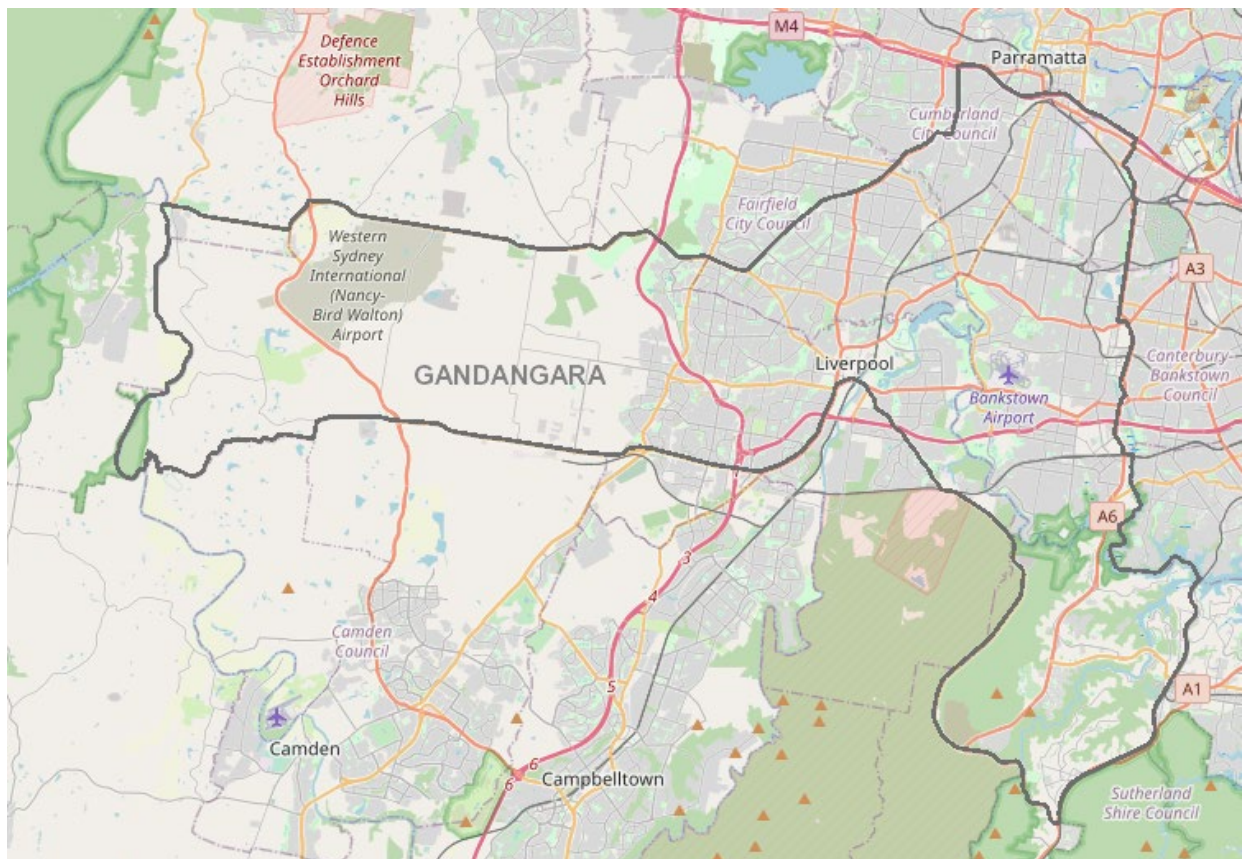 M4
Defence
Establishment
Orchard
Hills
Parramatta
Cumberland
City Council
Fairfield
City Council
Western
Sydney
International
(Nancy-
Bird Walton)
Airport
A3
GANDANGARA
Liverpool
Bankstown
Airport
Canterbury-
Bankstown
Council
A6
3
4
Camden
Council
5
A1
Camden
6
6
Campbelltown
Sutherland
Shire Council